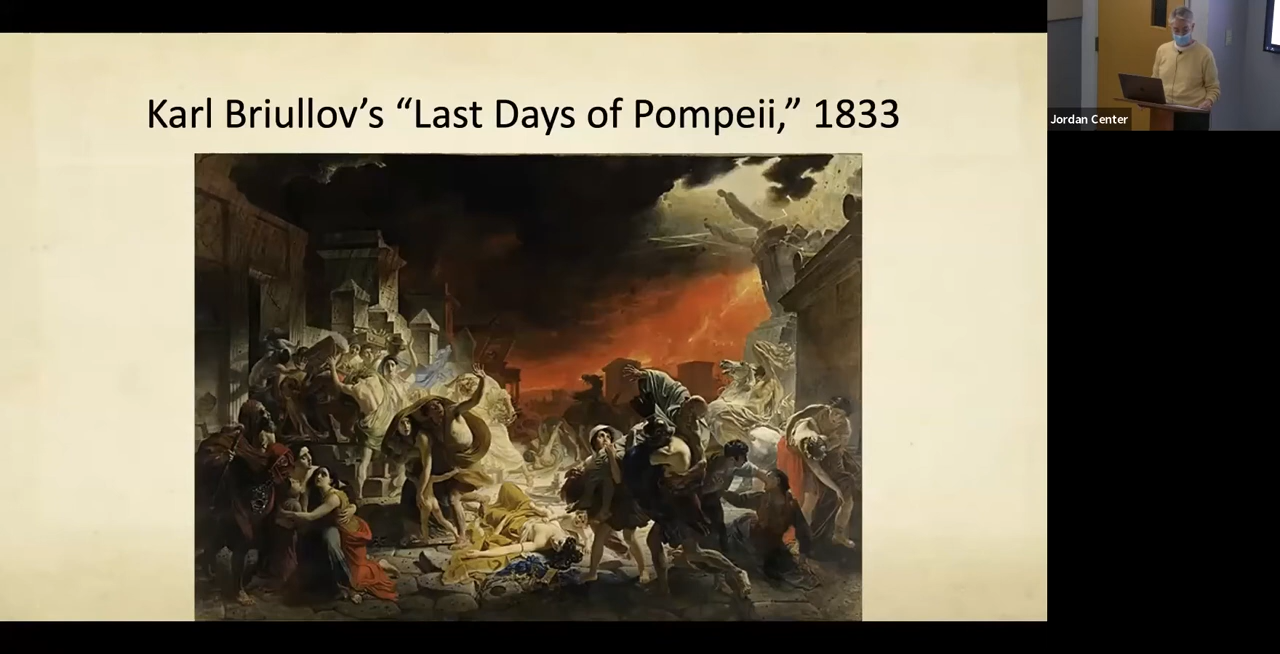 Karl Briullov’s “Last Days of Pompeii,” 1833
Jordan Center